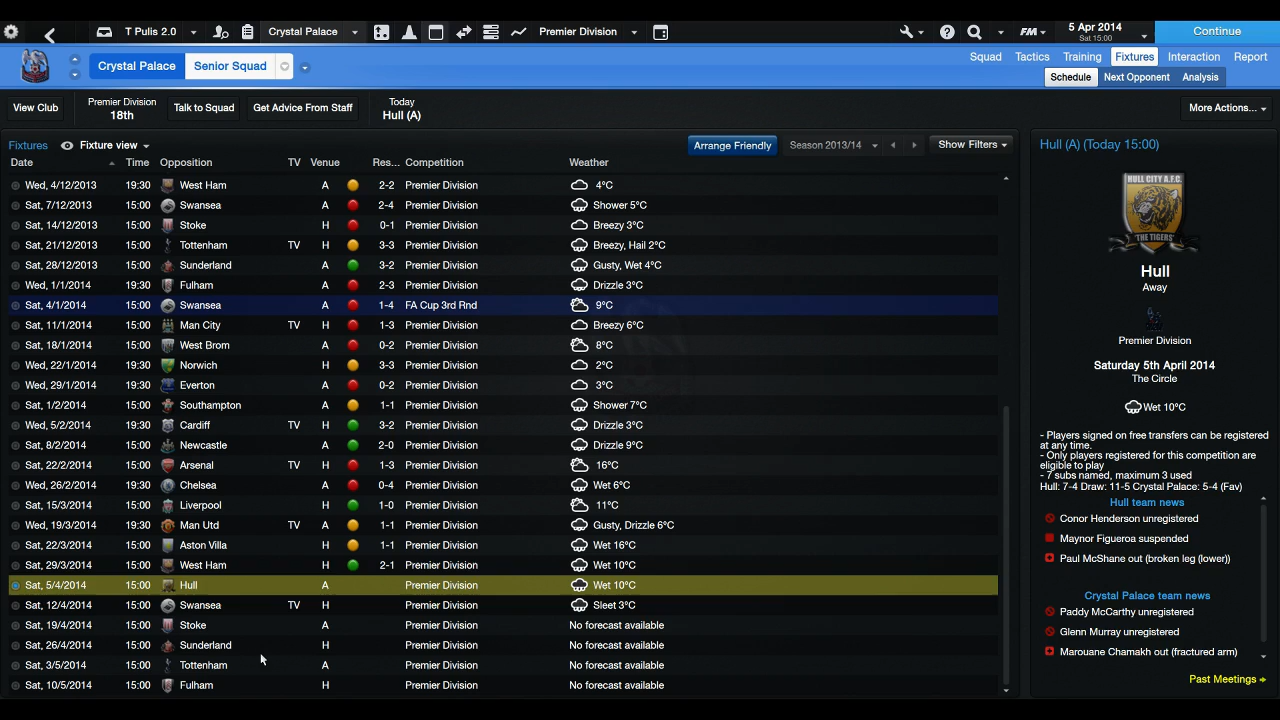 T Pulis 2.0 Crystal Palace Premier Division FM 5 Apr 2014 Sat 15:00 Continue
Crystal Palace Senior Squad Squad Tactics Training Fixtures Interaction Report
Schedule Next Opponent Analysis
View Club Premier Division 18th Talk to Squad Get Advice From Staff Today Hull (A) More Actions...
Fixtures Fixture view Arrange Friendly Season 2013/14 Show Filters
Date Time Opposition TV Venue Res... Competition Weather
Wed, 4/12/2013 19:30 West Ham A 2-2 Premier Division 4°C
Sat, 7/12/2013 15:00 Swansea A 2-4 Premier Division Shower 5°C
Sat, 14/12/2013 15:00 Stoke H 0-1 Premier Division Breezy 3°C
Sat, 21/12/2013 15:00 Tottenham TV H 3-3 Premier Division Breezy, Hail 2°C
Sat, 28/12/2013 15:00 Sunderland A 3-2 Premier Division Gusty, Wet 4°C
Wed, 1/1/2014 15:00 Fulham A 2-3 Premier Division Drizzle 3°C
Sat, 4/1/2014 15:00 Swansea A 1-4 FA Cup 3rd Rnd 9°C
Sat, 11/1/2014 15:00 Man City TV H 1-3 Premier Division Breezy 6°C
Sat, 18/1/2014 15:00 West Brom A 0-2 Premier Division 8°C
Wed, 22/1/2014 19:30 Norwich H 3-3 Premier Division 2°C
Wed, 29/1/2014 19:30 Everton A 0-2 Premier Division 3°C
Sat, 1/2/2014 15:00 Southampton A 1-1 Premier Division Shower 7°C
Wed, 5/2/2014 19:30 Cardiff TV H 3-2 Premier Division Drizzle 3°C
Sat, 8/2/2014 15:00 Newcastle A 2-0 Premier Division Drizzle 9°C
Sat, 22/2/2014 15:00 Arsenal TV H 1-3 Premier Division 16°C
Wed, 26/2/2014 19:30 Chelsea A 0-4 Premier Division Wet 6°C
Sat, 15/3/2014 15:00 Liverpool H 1-0 Premier Division 11°C
Wed, 19/3/2014 19:30 Man Utd TV A 1-1 Premier Division Gusty, Drizzle 6°C
Sat, 22/3/2014 15:00 Aston Villa H 1-1 Premier Division Wet 16°C
Sat, 29/3/2014 15:00 West Ham H 2-1 Premier Division Wet 10°C
Sat, 5/4/2014 15:00 Hull A Premier Division Wet 10°C
Sat, 12/4/2014 15:00 Swansea TV H Premier Division Sleet 3°C
Sat, 19/4/2014 15:00 Stoke A Premier Division No forecast available
Sat, 26/4/2014 15:00 Sunderland H Premier Division No forecast available
Sat, 3/5/2014 15:00 Tottenham A Premier Division No forecast available
Sat, 10/5/2014 15:00 Fulham H Premier Division No forecast available
Hull (A) (Today 15:00)
HULL CITY A.F.C.
'THE TIGERS'
Hull
Away
Premier Division
Saturday 5th April 2014
The Circle
Wet 10°C
- Players signed on free transfers can be registered
at any time.
- Only players registered for this competition are
eligible to play
- 7 subs named, maximum 3 used
Hull: 7-4 Draw: 11-5 Crystal Palace: 5-4 (Fav)
Hull team news
Conor Henderson unregistered
Maynor Figueroa suspended
Paul McShane out (broken leg (lower))
Crystal Palace team news
Paddy McCarthy unregistered
Glenn Murray unregistered
Marouane Chamakh out (fractured arm)
Past Meetings